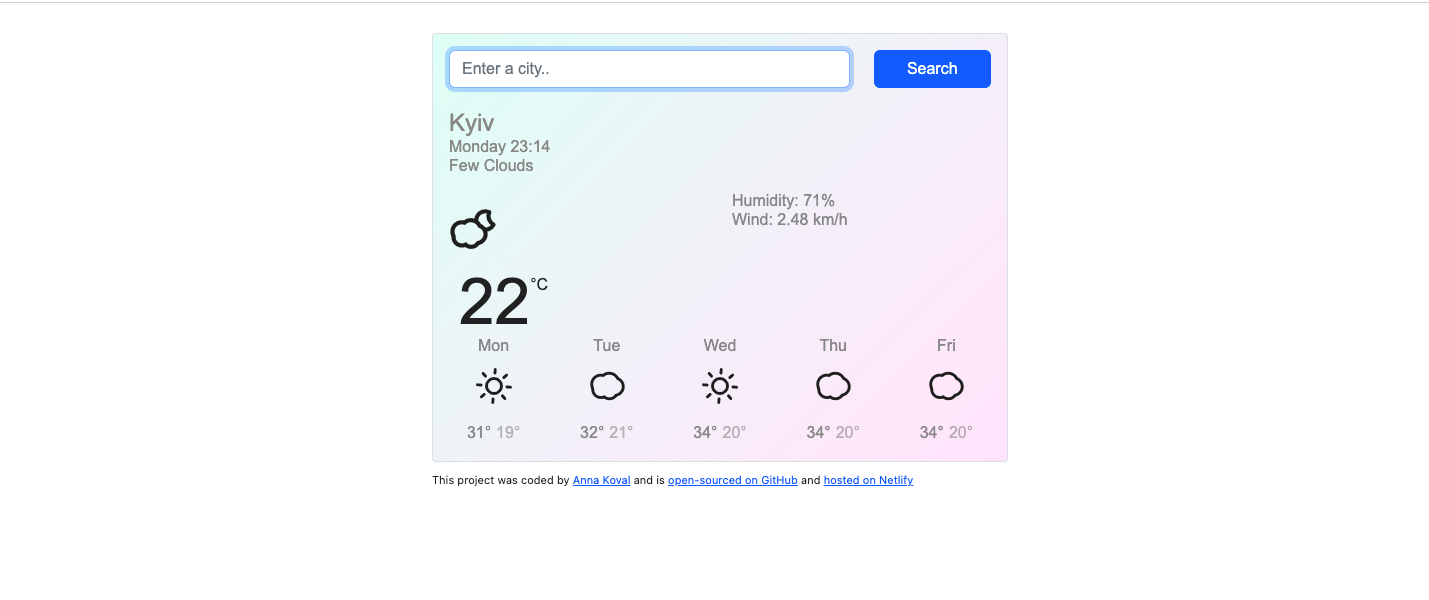 Enter a city..
Search
Kyiv
Monday 23:14
Few Clouds
Humidity: 71%
Wind: 2.48 km/h
22°C
Mon Tue Wed Thu Fri
31° 19° 32° 21° 34° 20° 34° 20° 34° 20°
This project was coded by Anna Koval and is open-sourced on GitHub and hosted on Netlify